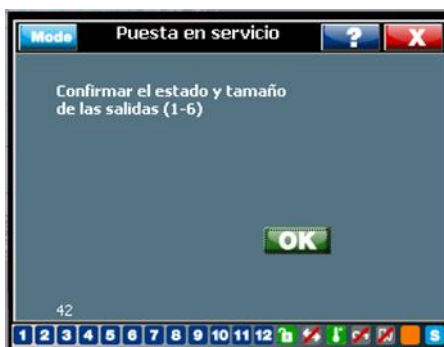 Mode Puesta en servicio ? X
Confirmar el estado y tamaño
de las salidas (1-6)
OK
42
1 2 3 4 5 6 7 8 9 10 11 12 S